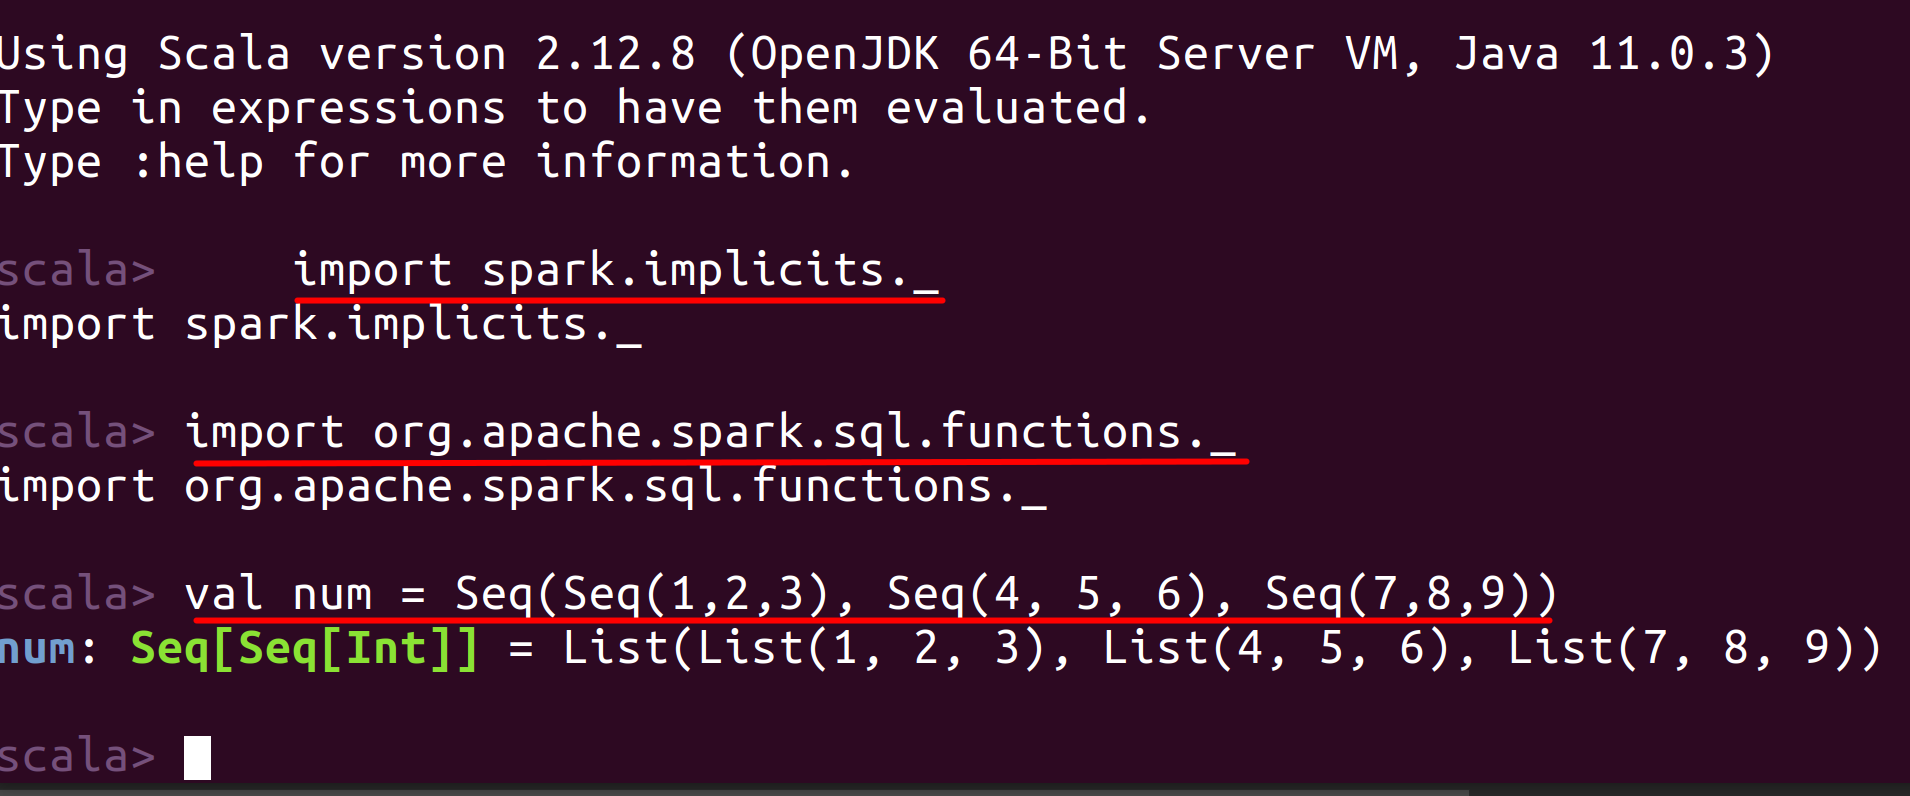 Using Scala version 2.12.8 (OpenJDK 64-Bit Server VM, Java 11.0.3)
Type in expressions to have them evaluated.
Type :help for more information.
scala>     import spark.implicits._
import spark.implicits._
scala> import org.apache.spark.sql.functions._
import org.apache.spark.sql.functions._
scala> val num = Seq(Seq(1,2,3), Seq(4, 5, 6), Seq(7,8,9))
num: Seq[Seq[Int]] = List(List(1, 2, 3), List(4, 5, 6), List(7, 8, 9))
scala>